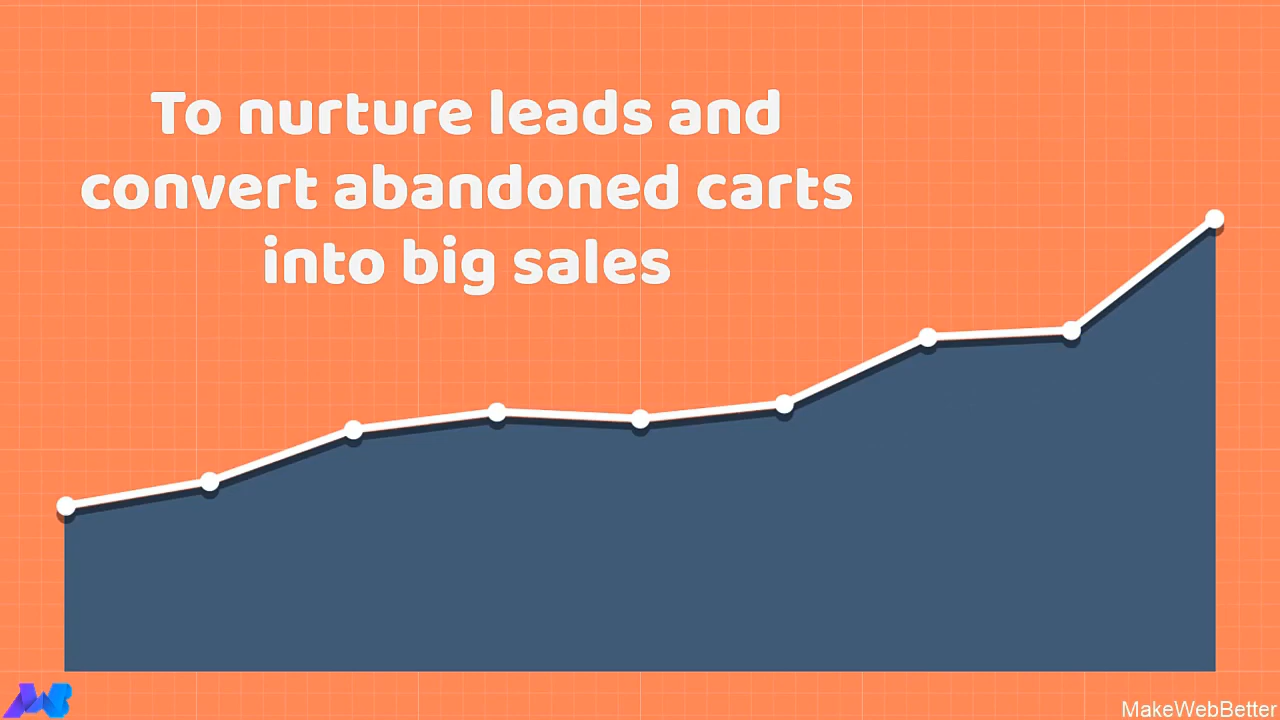 To nurture leads and
convert abandoned carts
into big sales
MakeWebBetter